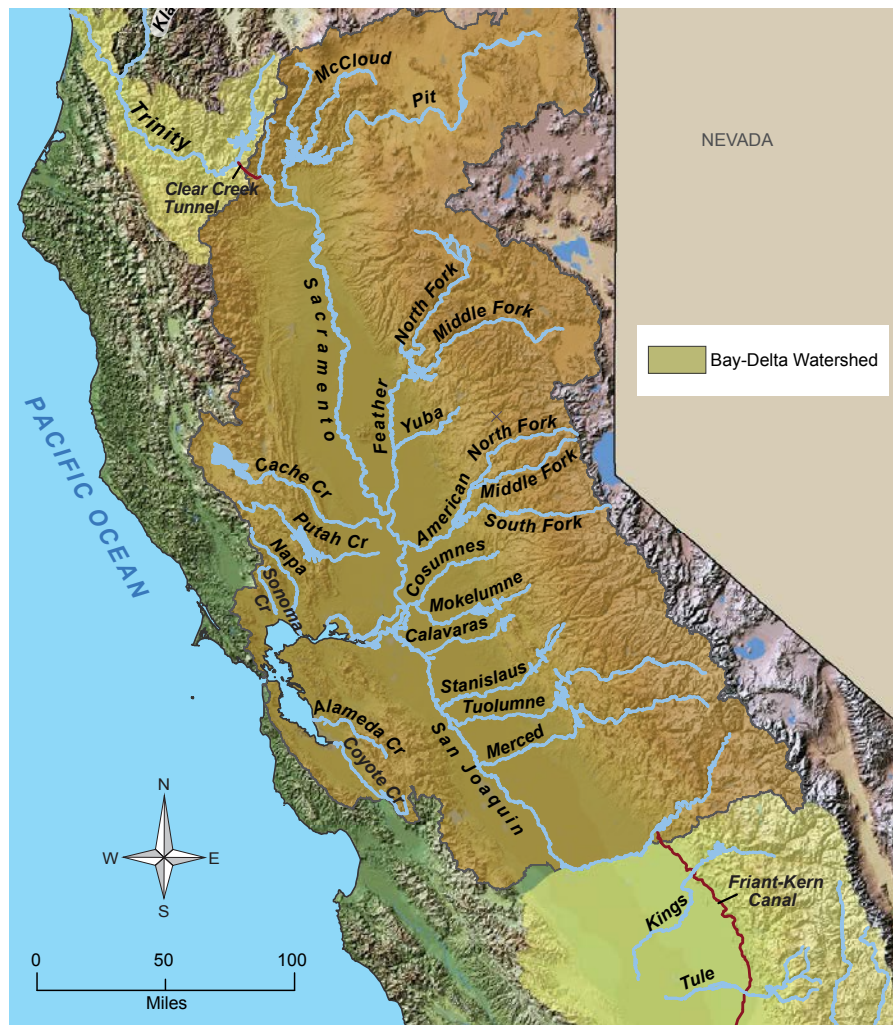 Kla
McCloud
Pit
Trinity
NEVADA
Clear Creek
Tunnel
Sacramento
North Fork
Middle Fork
Bay-Delta Watershed
Feather
Yuba
North Fork
American
Middle Fork
South Fork
PACIFIC OCEAN
Cache Cr
Putah Cr
Napa
Sonoma
Cr
Cosumnes
Mokelumne
Calavaras
Stanislaus
Tuolumne
Merced
San Joaquin
Alameda Cr
Coyote Cr
N
W
E
S
Friant-Kern
Canal
Kings
Tule
0 50 100
Miles